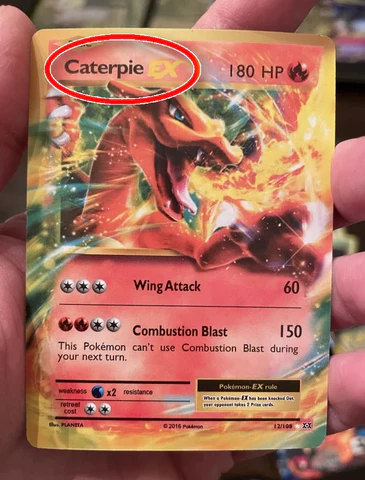 Caterpie EX 180 HP
Wing Attack 60
Combustion Blast 150
This Pokémon can't use Combustion Blast during
your next turn.
weakness x2 resistance
retreat
cost
Pokémon-EX rule
When a Pokémon-EX has been Knocked Out,
your opponent takes 2 Prize cards.
Illus. PLANETA ©2016 Pokémon 12/108